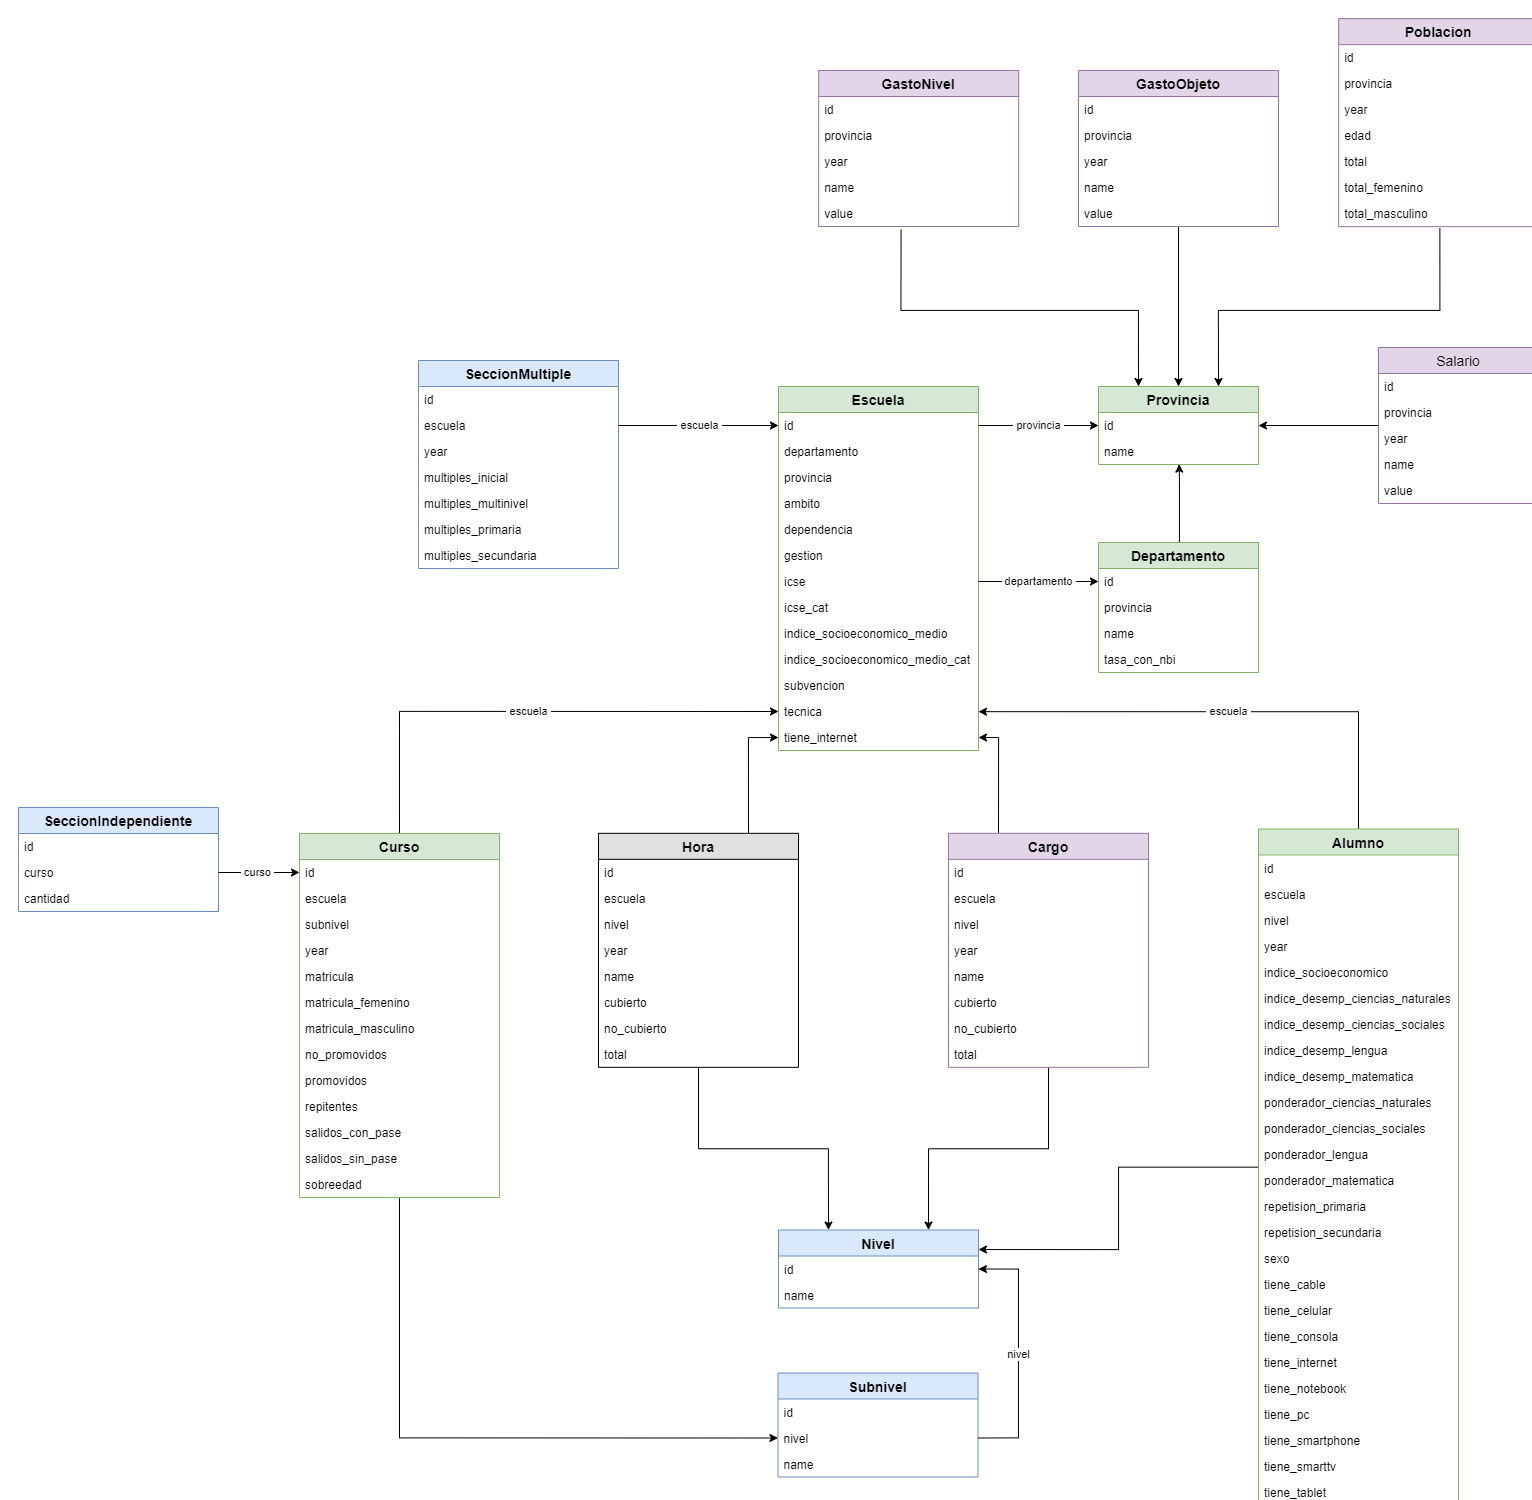 Poblacion
id
provincia
year
edad
total
total_femenino
total_masculino
GastoNivel
id
provincia
year
name
value
GastoObjeto
id
provincia
year
name
value
SeccionMultiple
id
escuela
year
multiples_inicial
multiples_multinivel
multiples_primaria
multiples_secundaria
escuela
Escuela
id
departamento
provincia
ambito
dependencia
gestion
icse
icse_cat
indice_socioeconomico_medio
indice_socioeconomico_medio_cat
subvencion
tecnica
tiene_internet
provincia
Provincia
id
name
Salario
id
provincia
year
name
value
departamento
Departamento
id
provincia
name
tasa_con_nbi
escuela
escuela
SeccionIndependiente
id
curso
cantidad
curso
Curso
id
escuela
subnivel
year
matricula
matricula_femenino
matricula_masculino
no_promovidos
promovidos
repitentes
salidos_con_pase
salidos_sin_pase
sobreedad
Hora
id
escuela
nivel
year
name
cubierto
no_cubierto
total
Cargo
id
escuela
nivel
year
name
cubierto
no_cubierto
total
Alumno
id
escuela
nivel
year
indice_socioeconomico
indice_desemp_ciencias_naturales
indice_desemp_ciencias_sociales
indice_desemp_lengua
indice_desemp_matematica
ponderador_ciencias_naturales
ponderador_ciencias_sociales
ponderador_lengua
ponderador_matematica
repetision_primaria
repetision_secundaria
sexo
tiene_cable
tiene_celular
tiene_consola
tiene_internet
tiene_notebook
tiene_pc
tiene_smartphone
tiene_smarttv
tiene_tablet
Nivel
id
name
nivel
Subnivel
id
nivel
name